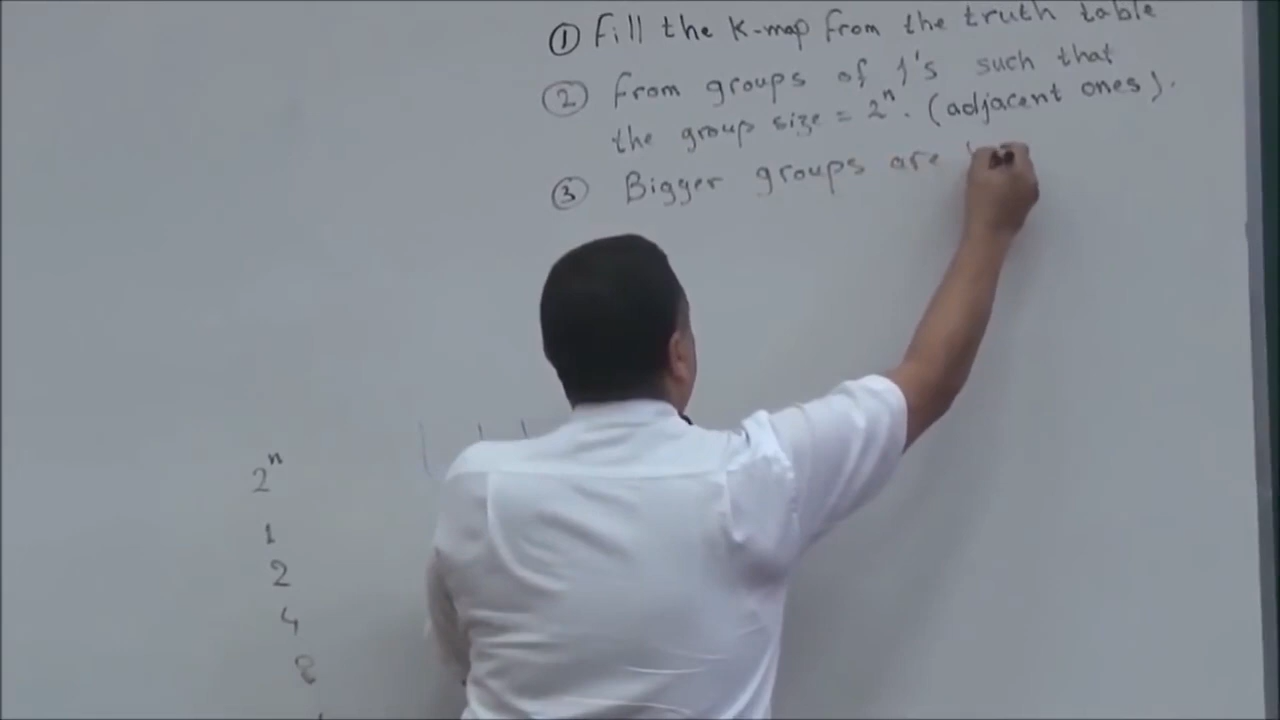 ① Fill the K-map from the truth table
② From groups of 1's such that
the group size = 2ⁿ. (adjacent ones).
③ Bigger groups are
2ⁿ
1
2
4
8